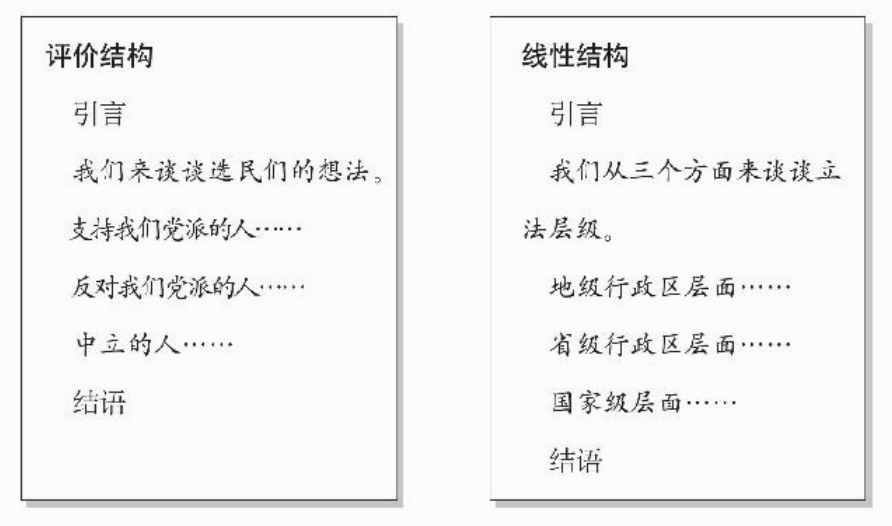 评价结构
引言
我们来谈谈选民们的想法。
支持我们党派的人……
反对我们党派的人……
中立的人……
结语
线性结构
引言
我们从三个方面来谈谈立
法层级。
地级行政区层面……
省级行政区层面……
国家级层面……
结语